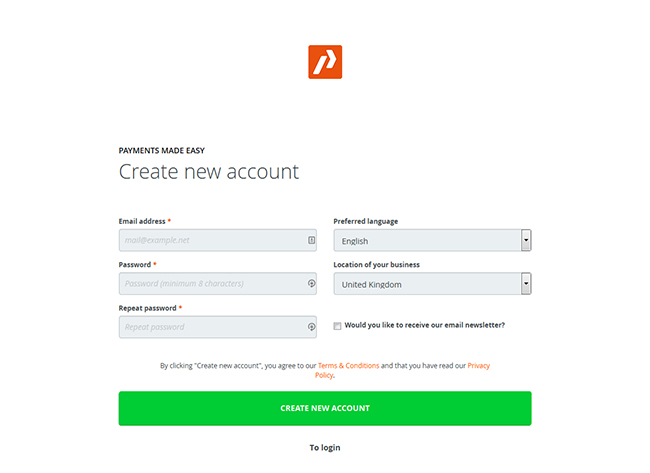 PAYMENTS MADE EASY
Create new account
Email address *
mail@example.net
Preferred language
English
Password *
Password (minimum 8 characters)
Location of your business
United Kingdom
Repeat password *
Repeat password
Would you like to receive our email newsletter?
By clicking "Create new account", you agree to our Terms & Conditions and that you have read our Privacy
Policy.
CREATE NEW ACCOUNT
To login